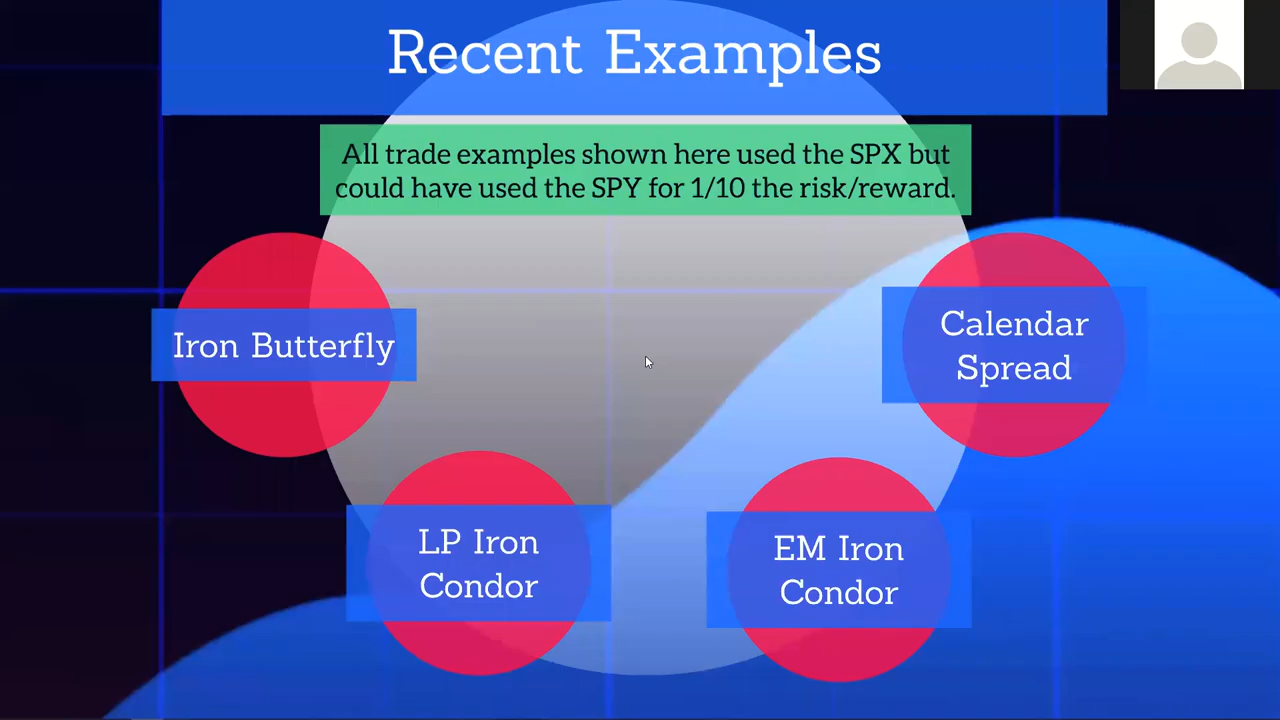 Recent Examples
All trade examples shown here used the SPX but
could have used the SPY for 1/10 the risk/reward.
Iron Butterfly
Calendar
Spread
LP Iron
Condor
EM Iron
Condor